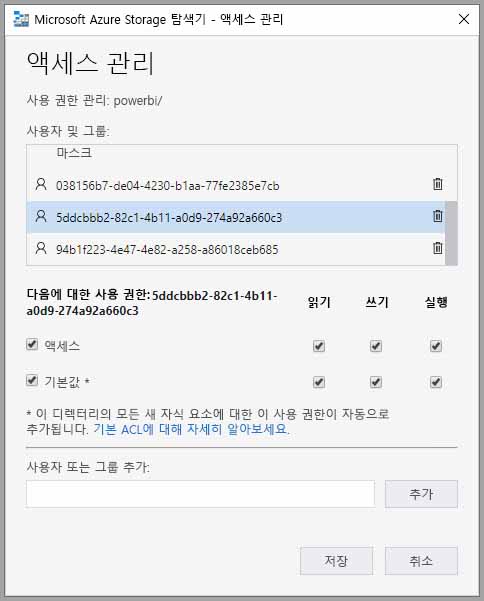 Microsoft Azure Storage 탐색기 - 액세스 관리
액세스 관리
사용 권한 관리: powerbi/
사용자 및 그룹:
마스크
038156b7-de04-4230-b1aa-77fe2385e7cb
5ddcbbb2-82c1-4b11-a0d9-274a92a660c3
94b1f223-4e47-4e82-a258-a86018ceb685
다음에 대한 사용 권한:5ddcbbb2-82c1-4b11-
a0d9-274a92a660c3
읽기 쓰기 실행
액세스
기본값 *
* 이 디렉터리의 모든 새 자식 요소에 대한 이 사용 권한이 자동으로
추가됩니다. 기본 ACL에 대해 자세히 알아보세요.
사용자 또는 그룹 추가:
추가
저장 취소